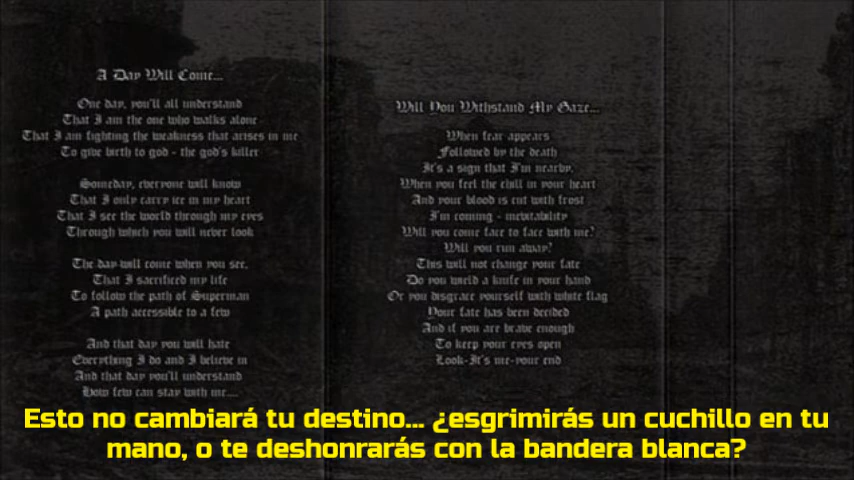 A Day Will Come...
One day, you'll all understand
That I am the one who walks alone
That I am fighting the weakness that arises in me
To give birth to god - the god's killer
Someday, everyone will know
That I only carry ice in my heart
That I see the world through my eyes
Through which you will never look
The day will come when you see,
That I sacrificed my life
To follow the path of Superman
A path accessible to a few
And that day you will hate
Everything I do and I believe in
And that day you'll understand
How few can stay with me....
Will You Withstand My Gaze...
When fear appears
Followed by the death
It's a sign that I'm nearby,
When you feel the chill in your heart
And your blood is cut with frost
I'm coming - inevitability
Will you come face to face with me?
Will you run away?
This will not change your fate
Do you wield a knife in your hand
Or you disgrace yourself with white flag
Your fate has been decided
And if you are brave enough
To keep your eyes open
Look-It's me-your end
Esto no cambiará tu destino... ¿esgrimirás un cuchillo en tu
mano, o te deshonrarás con la bandera blanca?